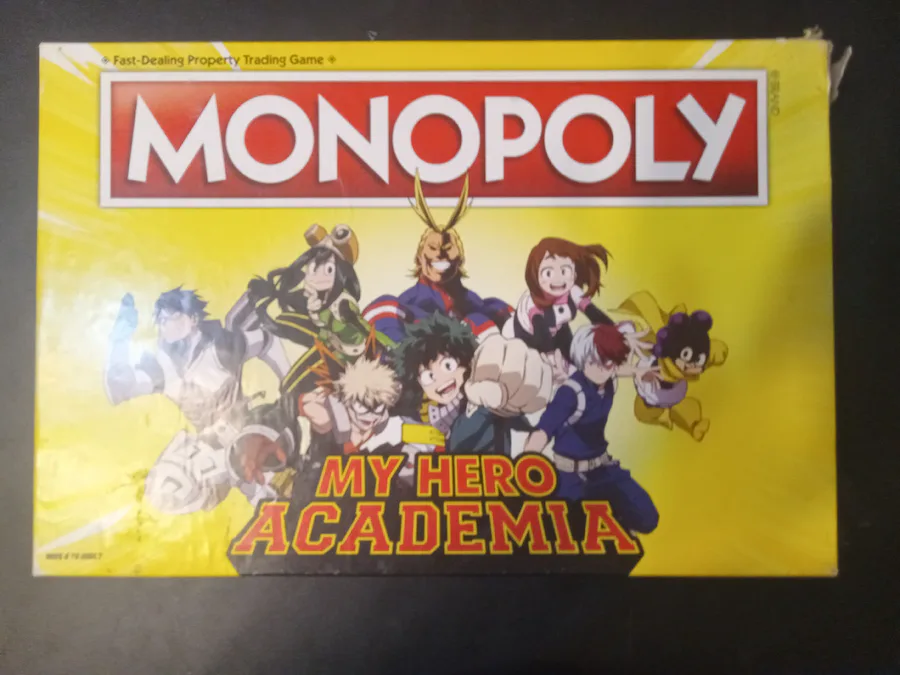 Fast-Dealing Property Trading Game
MONOPOLY
MY HERO
ACADEMIA